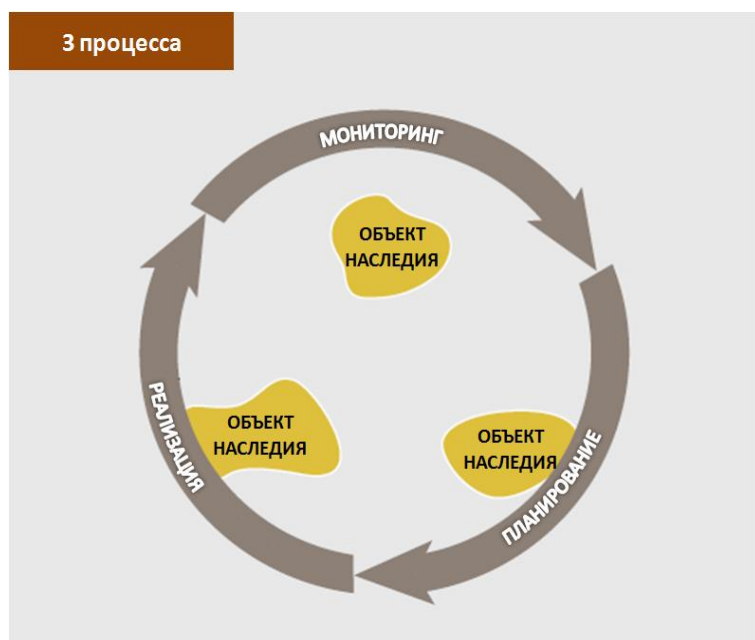 3 процесса
МОНИТОРИНГ
ОБЪЕКТ
НАСЛЕДИЯ
РЕАЛИЗАЦИЯ
ОБЪЕКТ
НАСЛЕДИЯ
ОБЪЕКТ
НАСЛЕДИЯ
ПЛАНИРОВАНИЕ